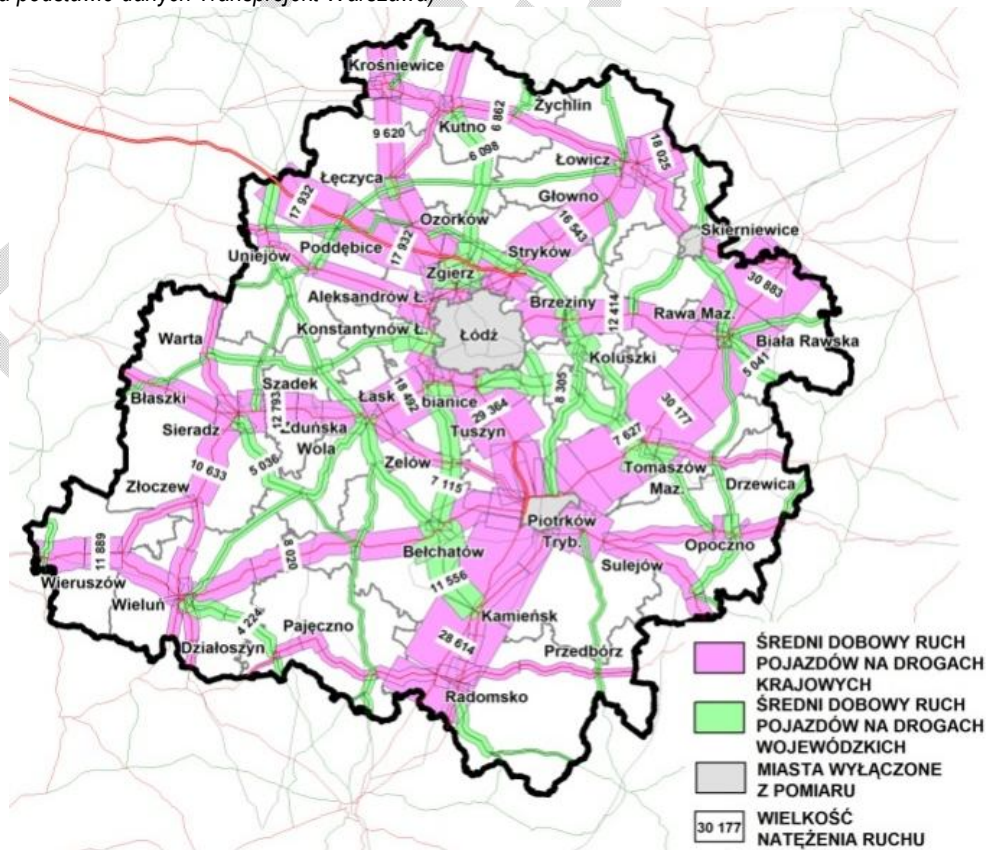 na podstawie danych Transprojekt Warszawa)
Krośniewice
Żychlin
9 620
Kutno
6 862
6 098
18 025
Łowicz
Łęczyca
Głowno
17 932
Ozorków
16 543
Skierniewice
Poddębice
17 932
Stryków
Uniejów
Zgierz
30 883
Aleksandrów Ł.
Brzeziny
12 414
Rawa Maz.
Konstantynów Ł.
Łódź
Biała Rawska
Warta
Koluszki
5 041
Szadek
18 492
8 305
Błaszki
12 793
Łask
bianice
29 364
30 177
Sieradz
Zduńska
Wola
Tuszyn
7 627
10 633
5 036
Zelów
Tomaszów
Maz.
Drzewica
Złoczew
7 115
Piotrków
Tryb.
11 889
8 020
Bełchatów
Opoczno
Sulejów
Wieruszów
11 556
Wieluń
Kamieńsk
4 224
Pajęczno
28 614
Przedbórz
Działoszyn
Radomsko
ŚREDNI DOBOWY RUCH
POJAZDÓW NA DROGACH
KRAJOWYCH
ŚREDNI DOBOWY RUCH
POJAZDÓW NA DROGACH
WOJEWÓDZKICH
MIASTA WYŁĄCZONE
Z POMIARU
30 177
WIELKOŚĆ
NATĘŻENIA RUCHU